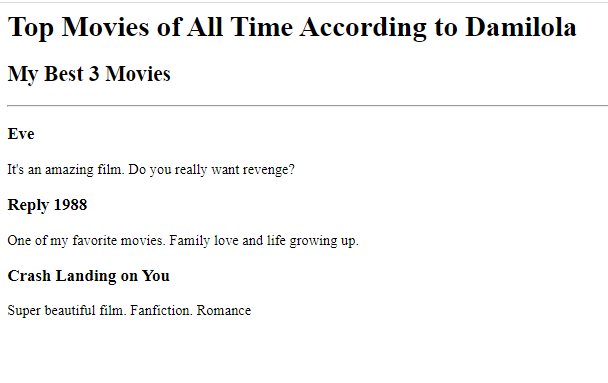 Top Movies of All Time According to Damilola
My Best 3 Movies
Eve
It's an amazing film. Do you really want revenge?
Reply 1988
One of my favorite movies. Family love and life growing up.
Crash Landing on You
Super beautiful film. Fanfiction. Romance